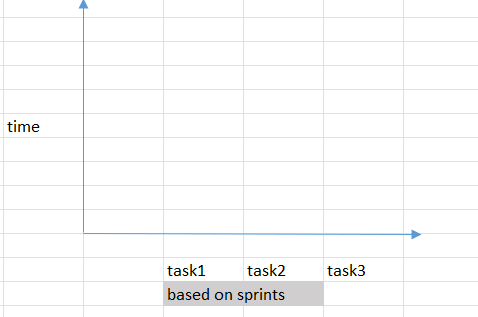 time
task1 task2 task3
based on sprints